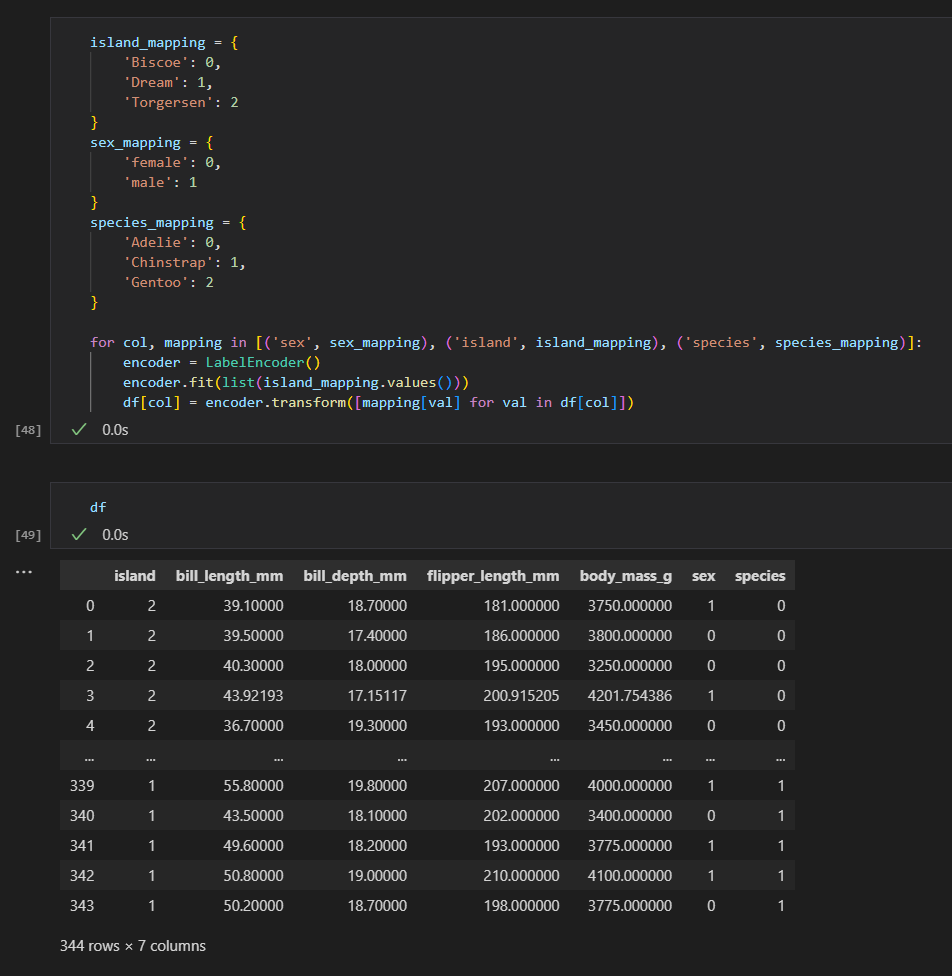 island_mapping = {
    'Biscoe': 0,
    'Dream': 1,
    'Torgersen': 2
}
sex_mapping = {
    'female': 0,
    'male': 1
}
species_mapping = {
    'Adelie': 0,
    'Chinstrap': 1,
    'Gentoo': 2
}

for col, mapping in [('sex', sex_mapping), ('island', island_mapping), ('species', species_mapping)]:
    encoder = LabelEncoder()
    encoder.fit(list(island_mapping.values()))
    df[col] = encoder.transform([mapping[val] for val in df[col]])
[48] ✓ 0.0s
df
[49] ✓ 0.0s
...
island bill_length_mm bill_depth_mm flipper_length_mm body_mass_g sex species
0 2 39.10000 18.70000 181.000000 3750.000000 1 0
1 2 39.50000 17.40000 186.000000 3800.000000 0 0
2 2 40.30000 18.00000 195.000000 3250.000000 0 0
3 2 43.92193 17.15117 200.915205 4201.754386 1 0
4 2 36.70000 19.30000 193.000000 3450.000000 0 0
... ... ... ... ... ... ... ...
339 1 55.80000 19.80000 207.000000 4000.000000 1 1
340 1 43.50000 18.10000 202.000000 3400.000000 0 1
341 1 49.60000 18.20000 193.000000 3775.000000 1 1
342 1 50.80000 19.00000 210.000000 4100.000000 1 1
343 1 50.20000 18.70000 198.000000 3775.000000 0 1
344 rows × 7 columns